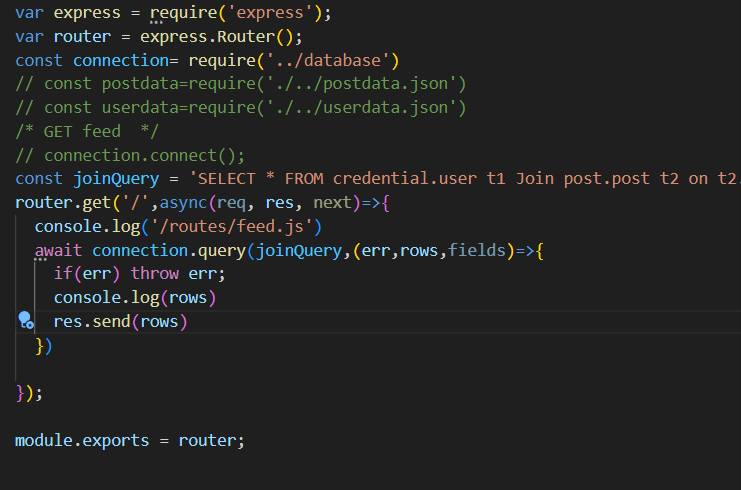 var express = require('express');
var router = express.Router();
const connection= require('../database')
// const postdata=require('./../postdata.json')
// const userdata=require('./../userdata.json')
/* GET feed  */
// connection.connect();
const joinQuery = 'SELECT * FROM credential.user t1 Join post.post t2 on t2.
router.get('/',async(req, res, next)=>{
  console.log('/routes/feed.js')
  await connection.query(joinQuery,(err,rows,fields)=>{
    if(err) throw err;
    console.log(rows)
    res.send(rows)
  })
});
module.exports = router;